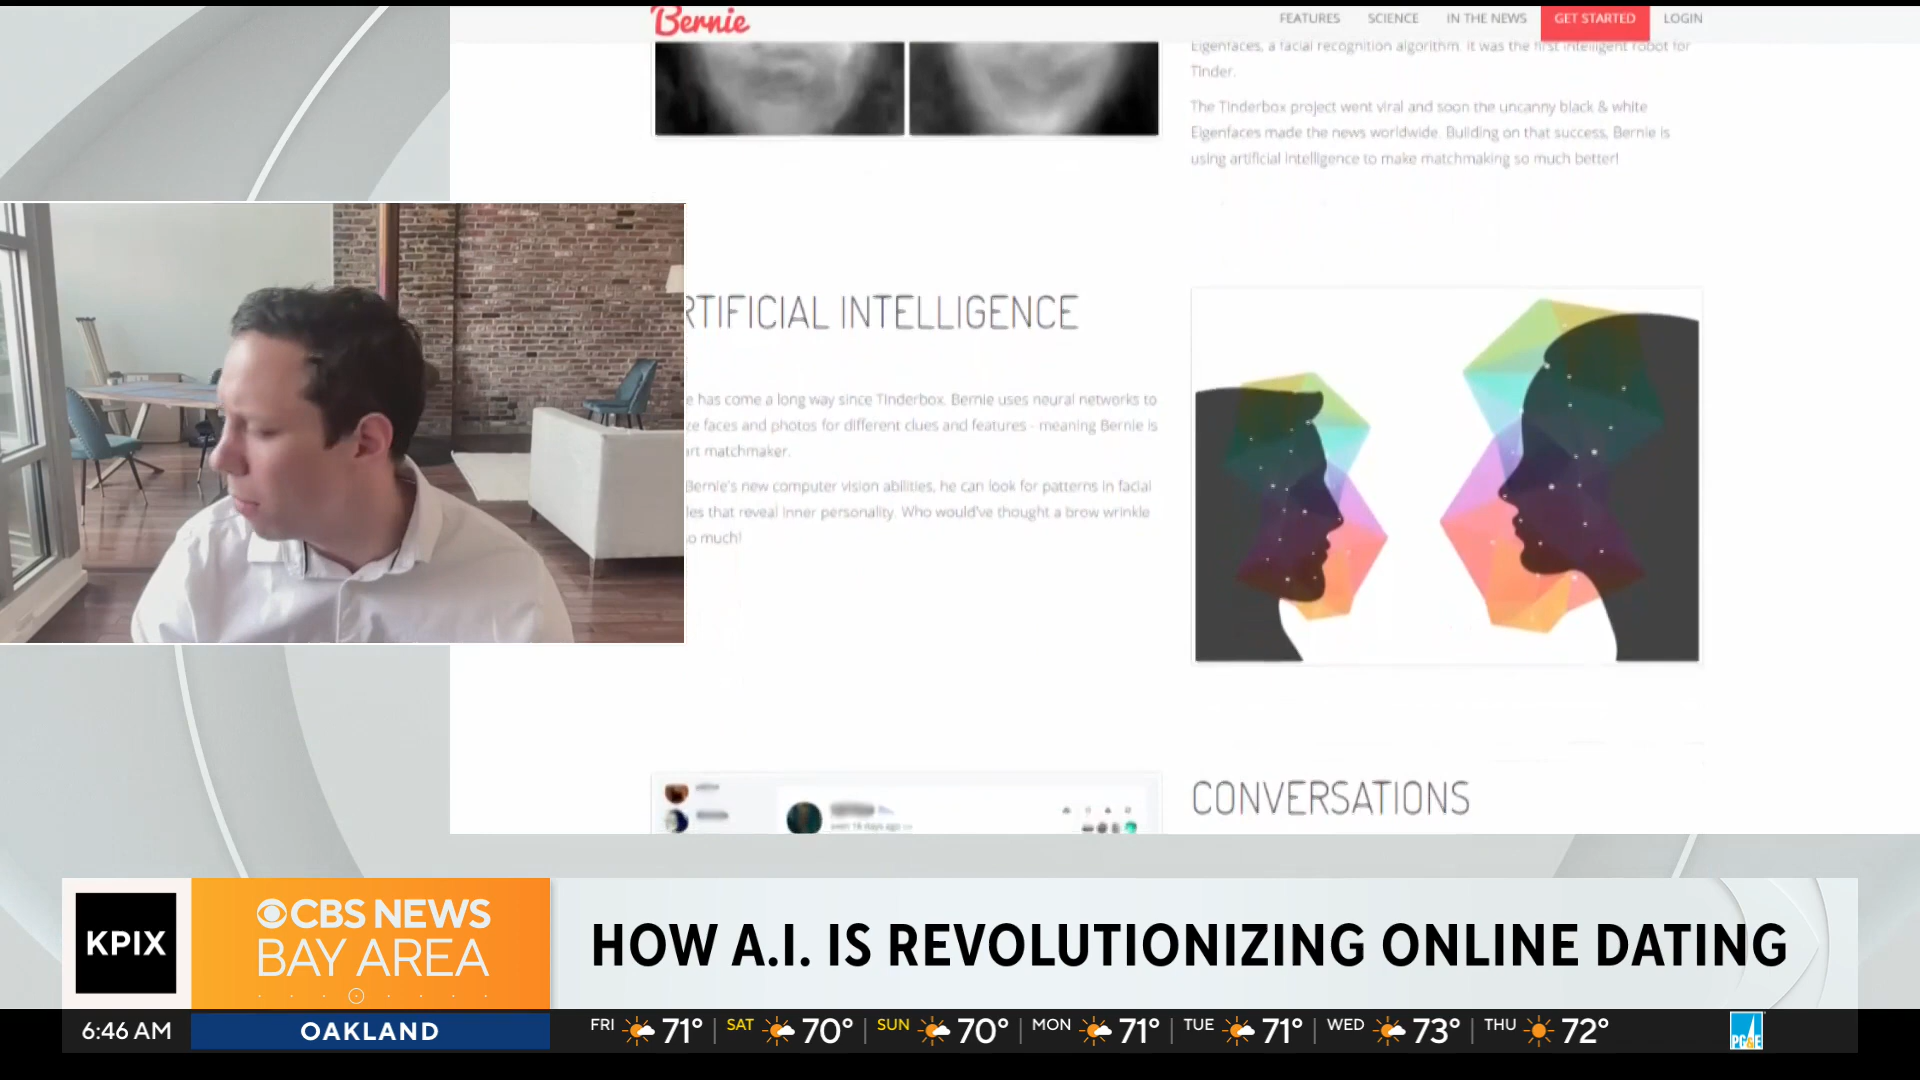 Bernie
FEATURES SCIENCE IN THE NEWS GET STARTED LOGIN
Eigenfaces, a facial recognition algorithm. It was the first intelligent robot for
Tinder.
The Tinderbox project went viral and soon the uncanny black & white
Eigenfaces made the news worldwide. Building on that success, Bernie is
using artificial intelligence to make matchmaking so much better!
RTIFICIAL INTELLIGENCE
e has come a long way since Tinderbox. Bernie uses neural networks to
ze faces and photos for different clues and features - meaning Bernie is
art matchmaker.
Bernie's new computer vision abilities, he can look for patterns in facial
les that reveal inner personality. Who would've thought a brow wrinkle
o much!
CONVERSATIONS
KPIX
CBS NEWS
BAY AREA
HOW A.I. IS REVOLUTIONIZING ONLINE DATING
6:46 AM
OAKLAND
FRI 71° SAT 70° SUN 70° MON 71° TUE 71° WED 73° THU 72°
PG&E